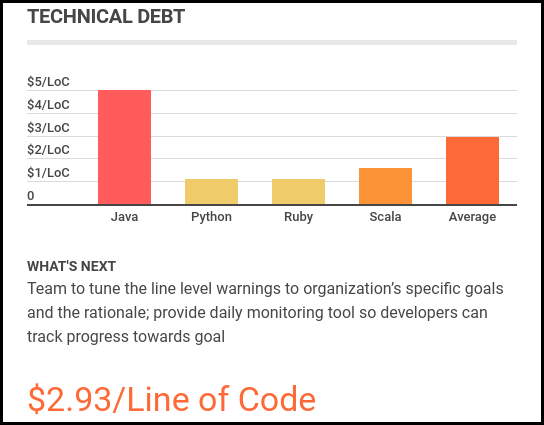 TECHNICAL DEBT
$5/LoC
$4/LoC
$3/LoC
$2/LoC
$1/LoC
0
Java Python Ruby Scala Average
WHAT'S NEXT
Team to tune the line level warnings to organization’s specific goals
and the rationale; provide daily monitoring tool so developers can
track progress towards goal
$2.93/Line of Code